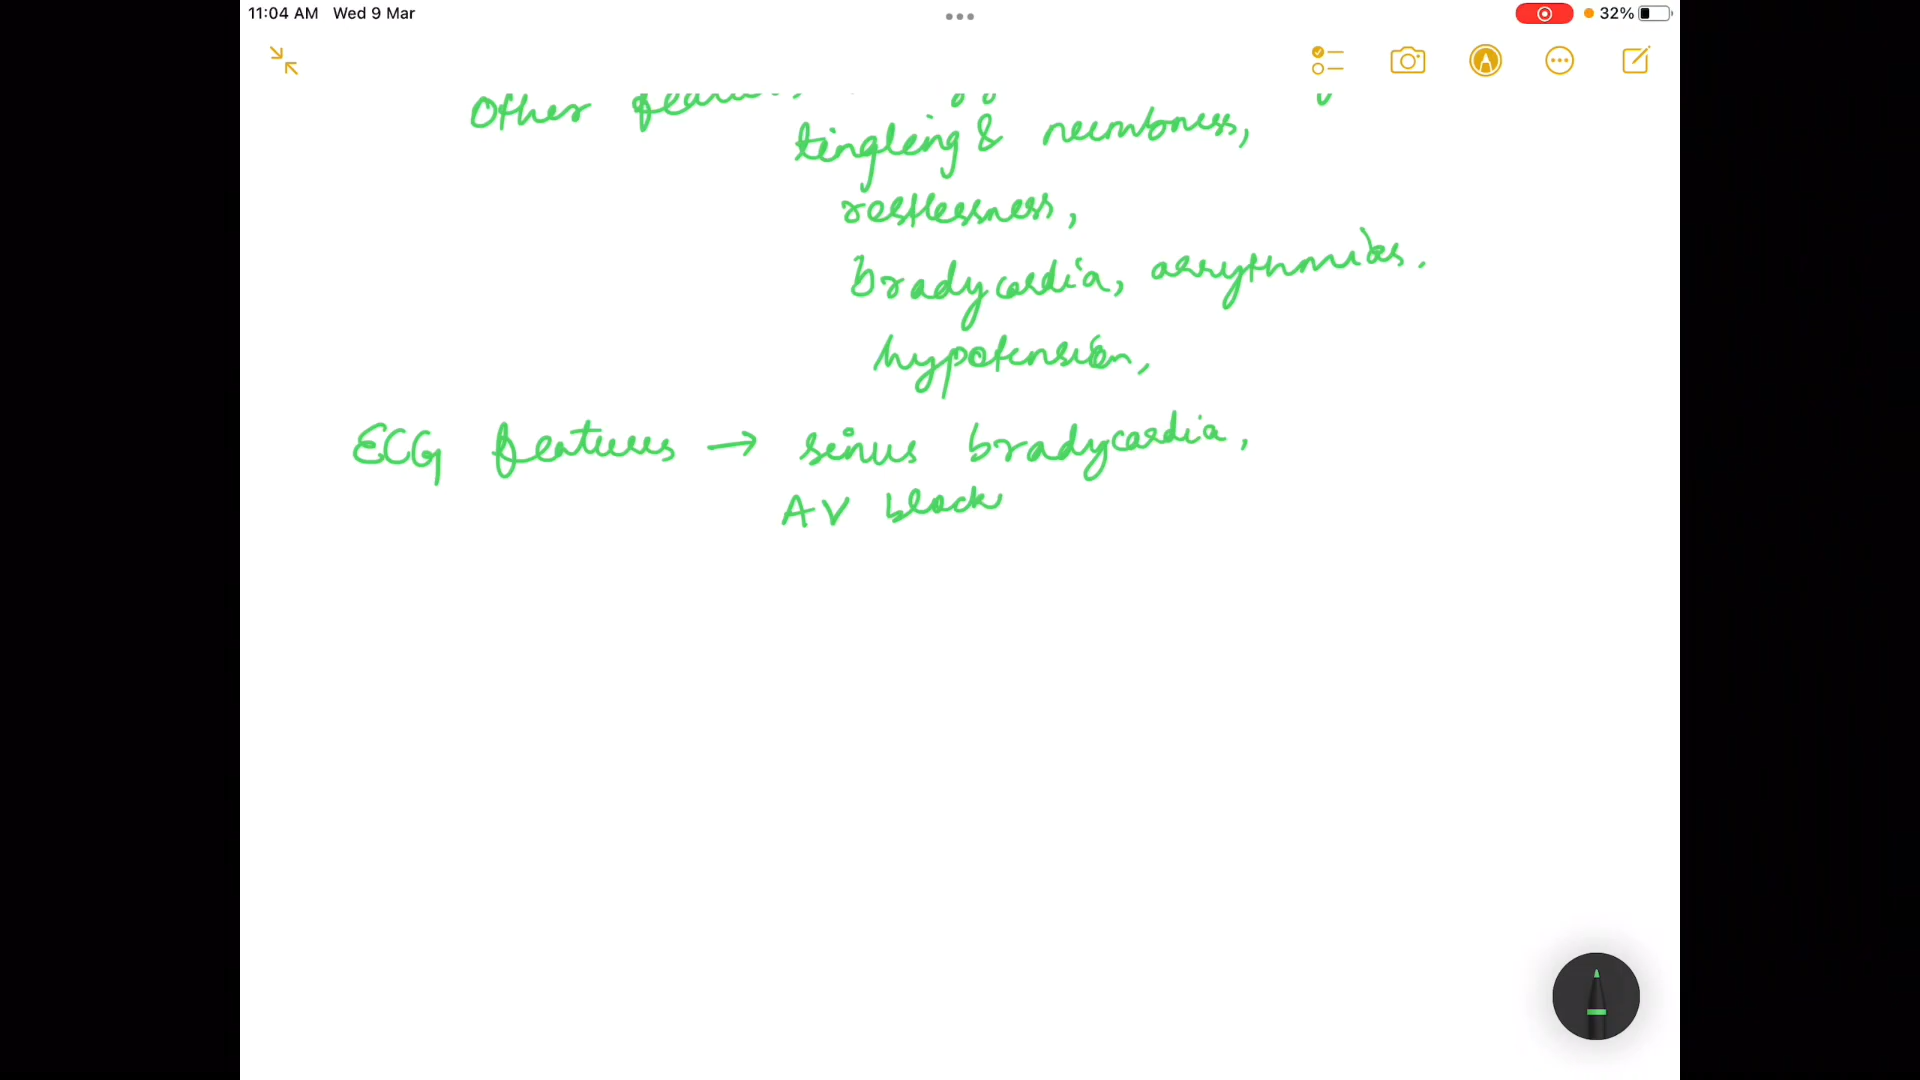 11:04 AM Wed 9 Mar
32%
Other
tingling & numbness,
restlessness,
bradycardia, arrythmias.
hypotension,
ECG features → sinus bradycardia,
AV block